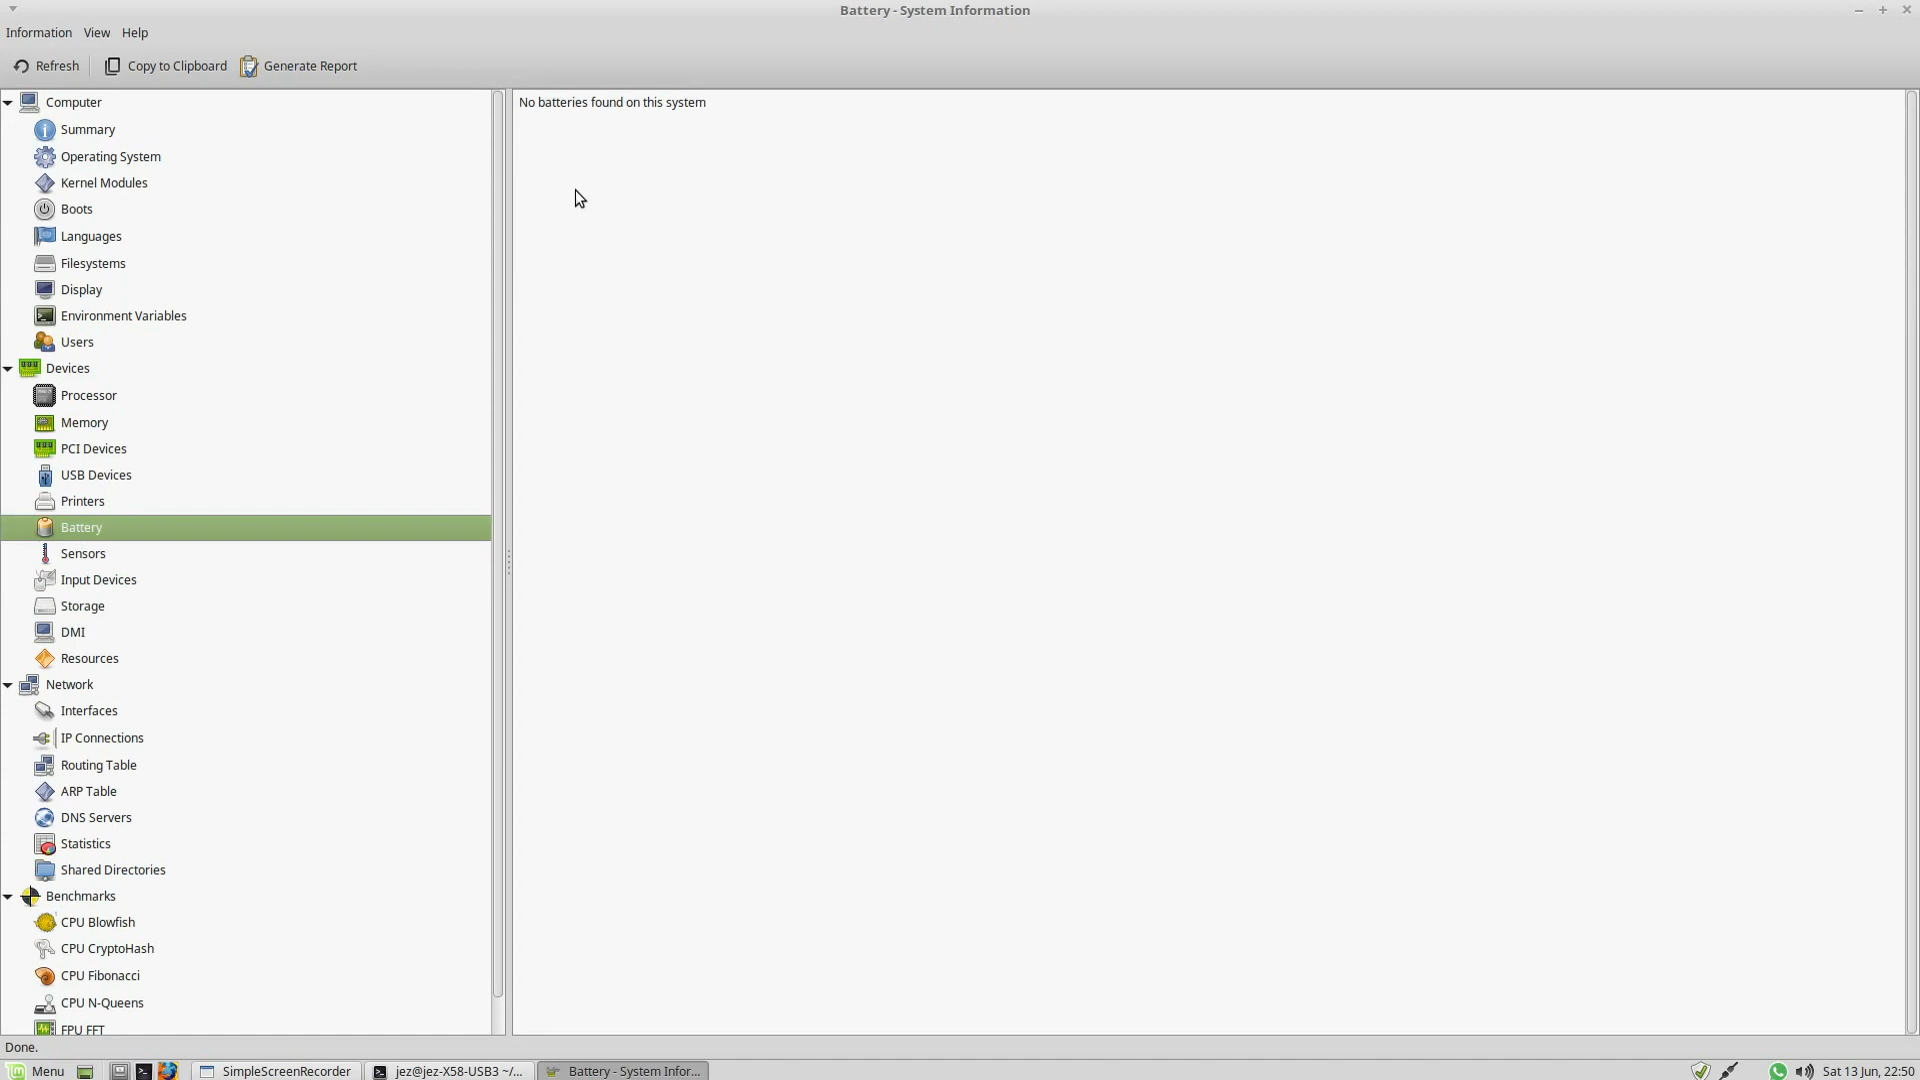 Battery - System Information
Information View Help
Refresh Copy to Clipboard Generate Report
Computer
Summary
Operating System
Kernel Modules
Boots
Languages
Filesystems
Display
Environment Variables
Users
Devices
Processor
Memory
PCI Devices
USB Devices
Printers
Battery
Sensors
Input Devices
Storage
DMI
Resources
Network
Interfaces
IP Connections
Routing Table
ARP Table
DNS Servers
Statistics
Shared Directories
Benchmarks
CPU Blowfish
CPU CryptoHash
CPU Fibonacci
CPU N-Queens
FPU FFT
No batteries found on this system
Done.
Menu SimpleScreenRecorder jez@jez-X58-USB3 ~/... Battery - System Infor... Sat 13 Jun, 22:50